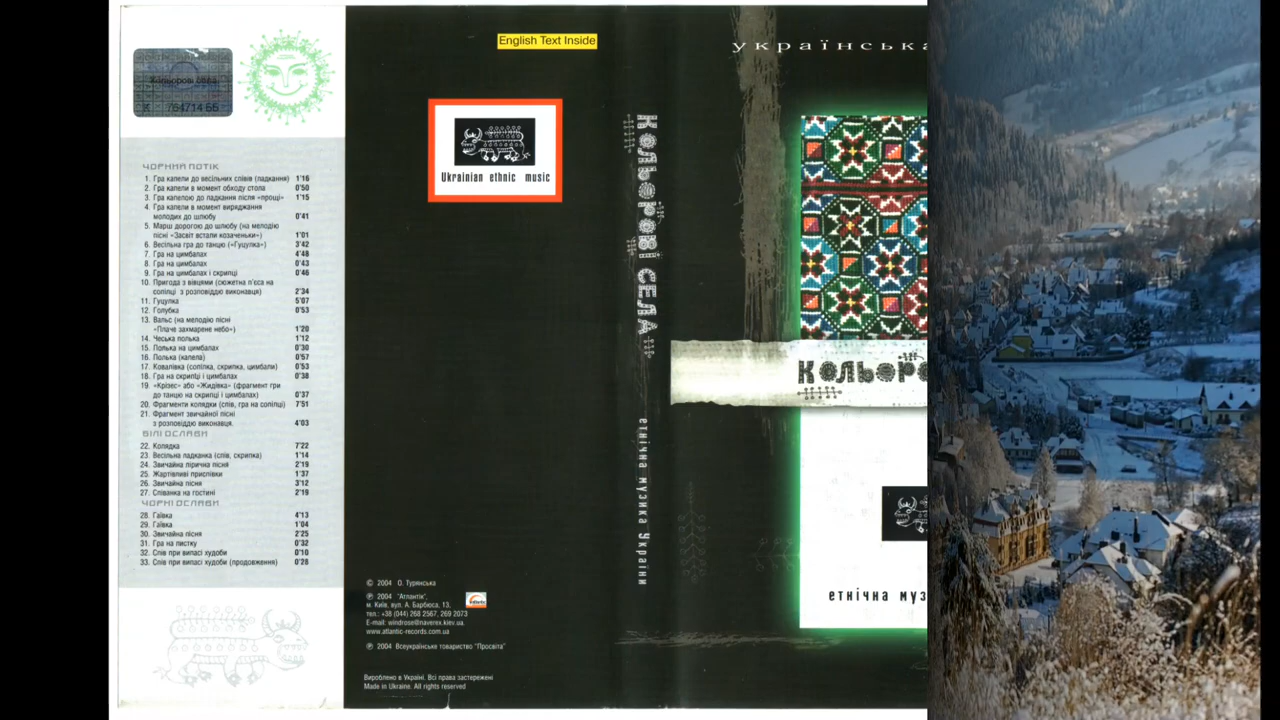 Кольорові села
К 764714 ББ
ЧОРНИЙ ПОТІК
1. Гра капели до весільних співів (ладкання) 1'16
2. Гра капели в момент обходу стола 0'50
3. Гра капелою до ладкання після «прощі» 1'15
4. Гра капели в момент виряджання
молодих до шлюбу 0'41
5. Марш дорогою до шлюбу (на мелодію
пісні «Засвіт встали козаченьки») 1'01
6. Весільна гра до танцю («Гуцулка») 3'42
7. Гра на цимбалах 4'48
8. Гра на цимбалах 0'43
9. Гра на цимбалах і скрипці 0'46
10. Пригода з вівцями (сюжетна п'єса на
сопілці з розповіддю виконавця) 2'34
11. Гуцулка 5'07
12. Голубка 0'53
13. Вальс (на мелодію пісні
«Плаче захмарене небо») 1'20
14. Чеська полька 1'12
15. Полька на цимбалах 0'30
16. Полька (капела) 0'57
17. Ковалівка (сопілка, скрипка, цимбали) 0'53
18. Гра на скрипці і цимбалах 0'38
19. «Крізес» або «Жидівка» (фрагмент гри
до танцю на скрипці і цимбалах) 0'37
20. Фрагменти колядки (спів, гра на сопілці) 7'51
21. Фрагмент звичайної пісні
з розповіддю виконавця. 4'03
БІЛІ ОСЛАВИ
22. Колядка 7'22
23. Весільна ладканка (спів, скрипка) 1'14
24. Звичайна лірична пісня 2'19
25. Жартівливі приспівки 1'37
26. Звичайна пісня 3'12
27. Співанка на гостині 2'19
ЧОРНІ ОСЛАВИ
28. Гаївка 4'13
29. Гаївка 1'04
30. Звичайна пісня 2'25
31. Гра на листку 0'32
32. Спів при випасі худоби 0'10
33. Спів при випасі худоби (продовження) 0'28
English Text Inside
Ukrainian ethnic music
© 2004 О. Турянська
℗ 2004 "Атлантік",
м. Київ, вул. А. Барбюса, 13,
тел.: +38 (044) 268 2567, 269 2073
E-mail: windrose@naverex.kiev.ua.
www.atlantic-records.com.ua
℗ 2004 Всеукраїнське товариство "Просвіта"
Вироблено в Україні. Всі права застережені
Made in Ukraine. All rights reserved
КОЛЬОРОВІ СЕЛА
етнічна музика України
українська
КОЛЬОРО
етнічна муз